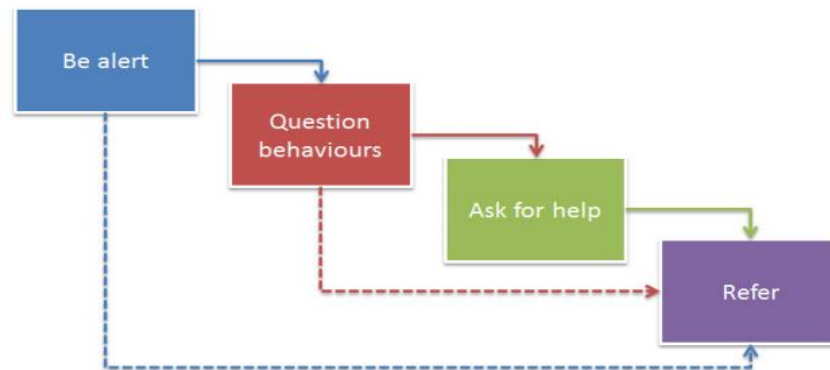 Be alert
Question
behaviours
Ask for help
Refer